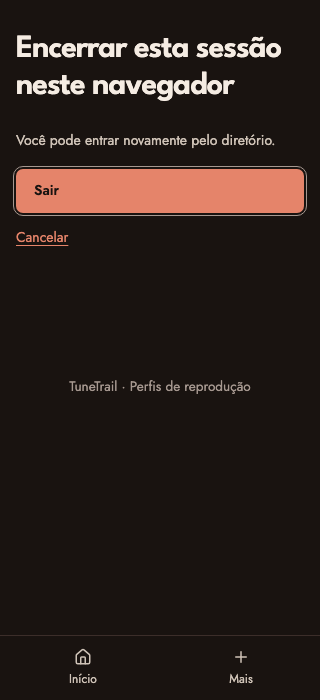 Encerrar esta sessão
neste navegador
Você pode entrar novamente pelo diretório.
Sair
Cancelar
TuneTrail · Perfis de reprodução
Início
Mais